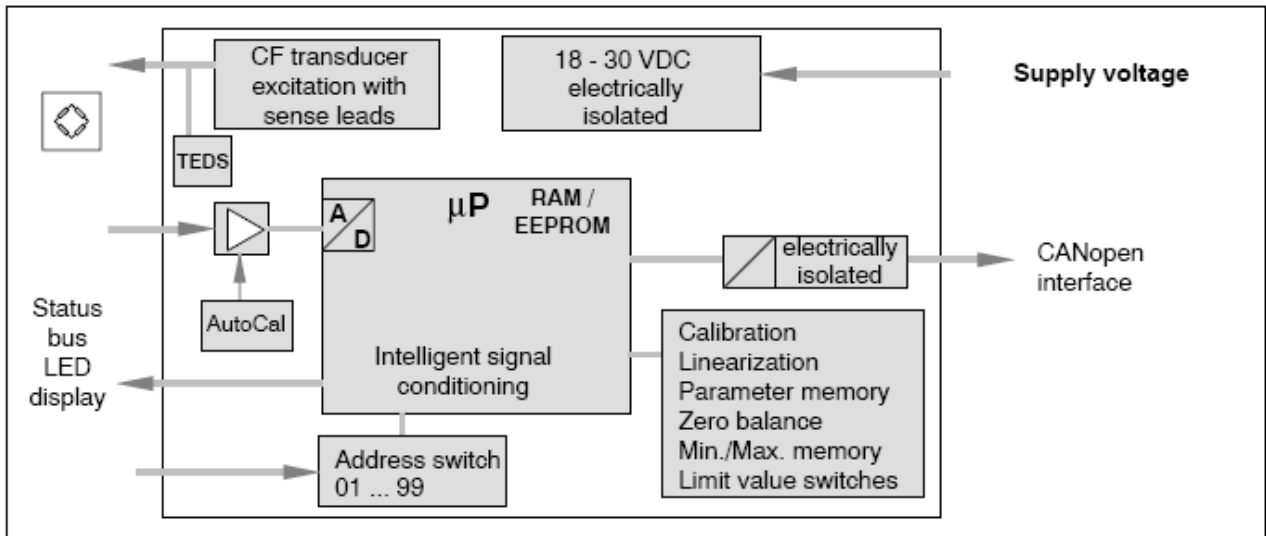 CF transducer
excitation with
sense leads
18 - 30 VDC
electrically
isolated
Supply voltage
TEDS
A
D
μP
RAM /
EEPROM
electrically
isolated
CANopen
interface
AutoCal
Status
bus
LED
display
Intelligent signal
conditioning
Calibration
Linearization
Parameter memory
Zero balance
Min./Max. memory
Limit value switches
Address switch
01 ... 99